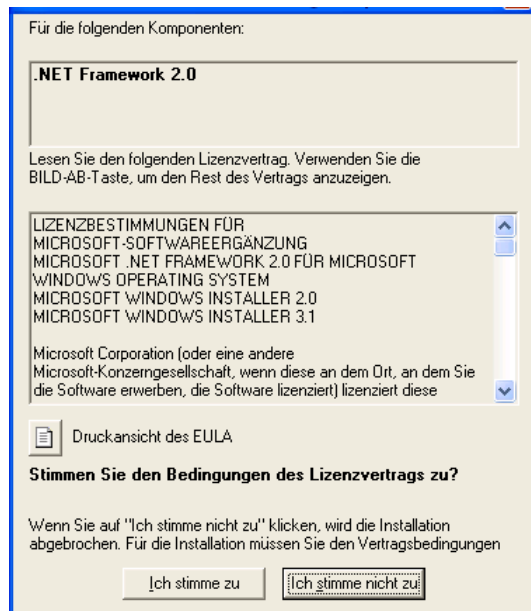 Für die folgenden Komponenten:
.NET Framework 2.0
Lesen Sie den folgenden Lizenzvertrag. Verwenden Sie die
BILD-AB-Taste, um den Rest des Vertrags anzuzeigen.
LIZENZBESTIMMUNGEN FÜR
MICROSOFT-SOFTWAREERGÄNZUNG
MICROSOFT .NET FRAMEWORK 2.0 FÜR MICROSOFT
WINDOWS OPERATING SYSTEM
MICROSOFT WINDOWS INSTALLER 2.0
MICROSOFT WINDOWS INSTALLER 3.1
Microsoft Corporation (oder eine andere
Microsoft-Konzerngesellschaft, wenn diese an dem Ort, an dem Sie
die Software erwerben, die Software lizenziert) lizenziert diese
Druckansicht des EULA
Stimmen Sie den Bedingungen des Lizenzvertrags zu?
Wenn Sie auf "Ich stimme nicht zu" klicken, wird die Installation
abgebrochen. Für die Installation müssen Sie den Vertragsbedingungen
Ich stimme zu
Ich stimme nicht zu